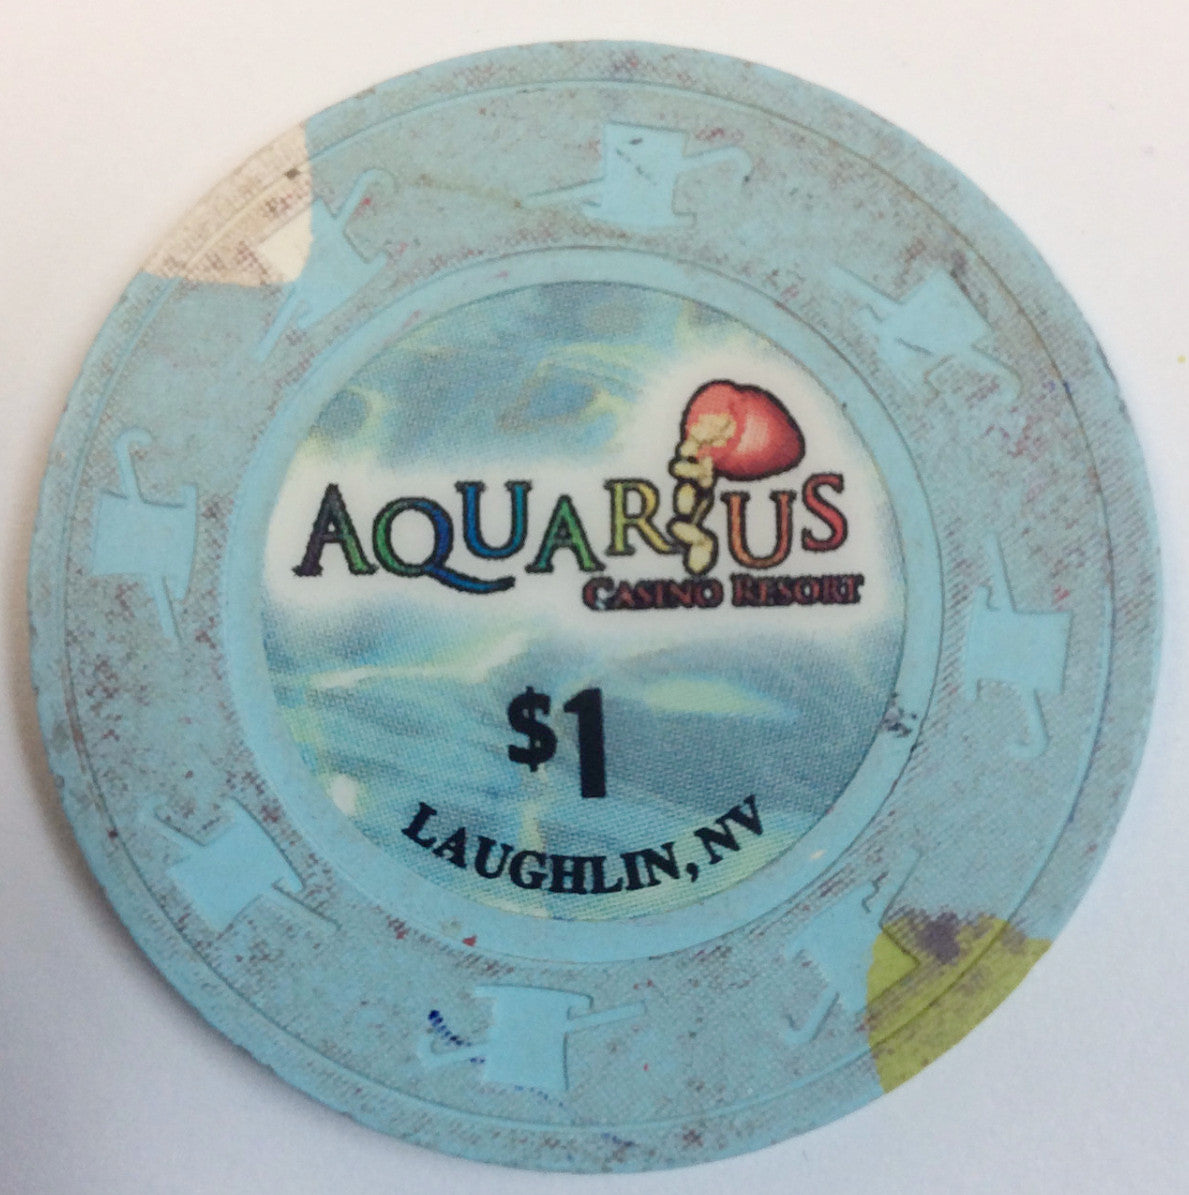 AQUARIUS
CASINO RESORT
$1
LAUGHLIN, NV